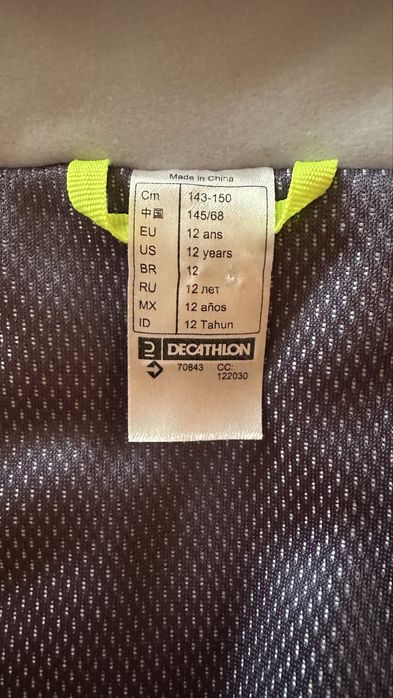 Made in China
Cm 143-150
中国 145/68
EU 12 ans
US 12 years
BR 12
RU 12 лет
MX 12 años
ID 12 Tahun
DECATHLON
70843 CC:
122030